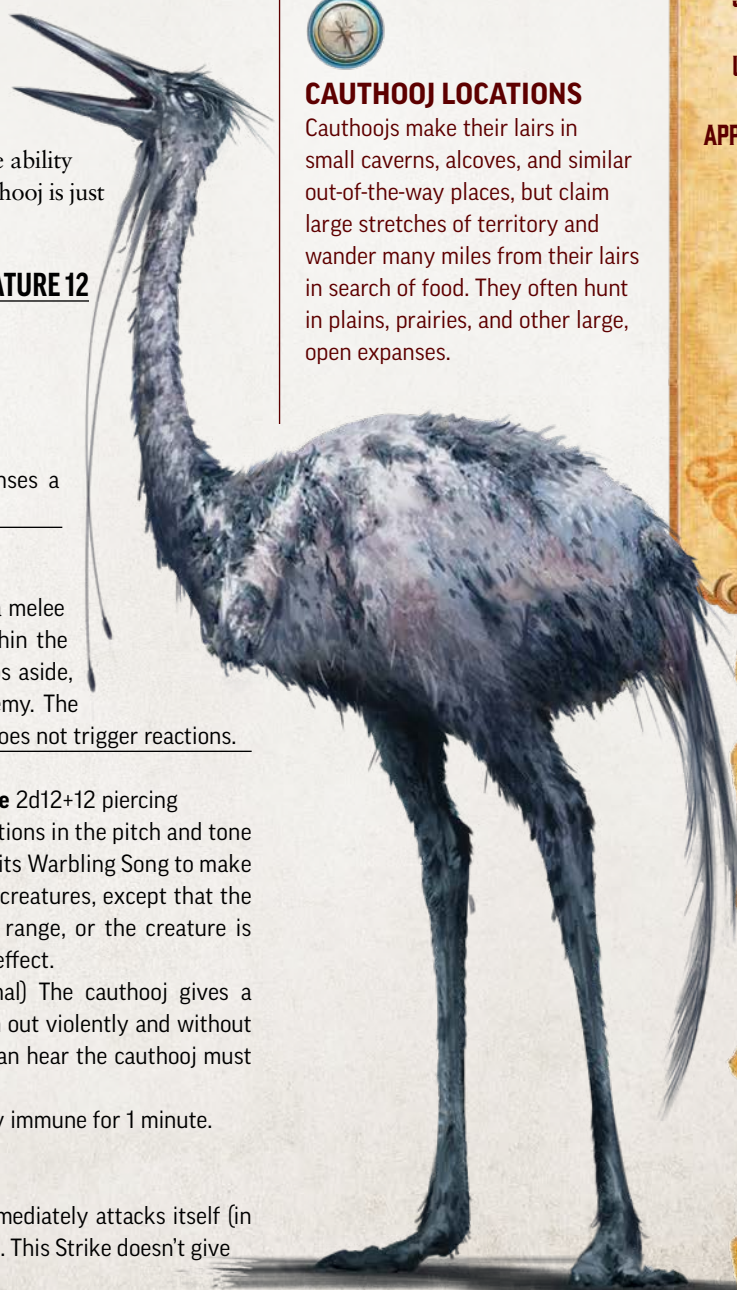 e ability
hooj is just
ATURE 12
nses a
melee
hin the
s aside,
emy. The
oes not trigger reactions.
e 2d12+12 piercing
tions in the pitch and tone
its Warbling Song to make
creatures, except that the
range, or the creature is
effect.
nal) The cauthooj gives a
out violently and without
an hear the cauthooj must
y immune for 1 minute.
mediately attacks itself (in
. This Strike doesn't give
CAUTHOOJ LOCATIONS
Cauthoojs make their lairs in
small caverns, alcoves, and similar
out-of-the-way places, but claim
large stretches of territory and
wander many miles from their lairs
in search of food. They often hunt
in plains, prairies, and other large,
open expanses.
APP